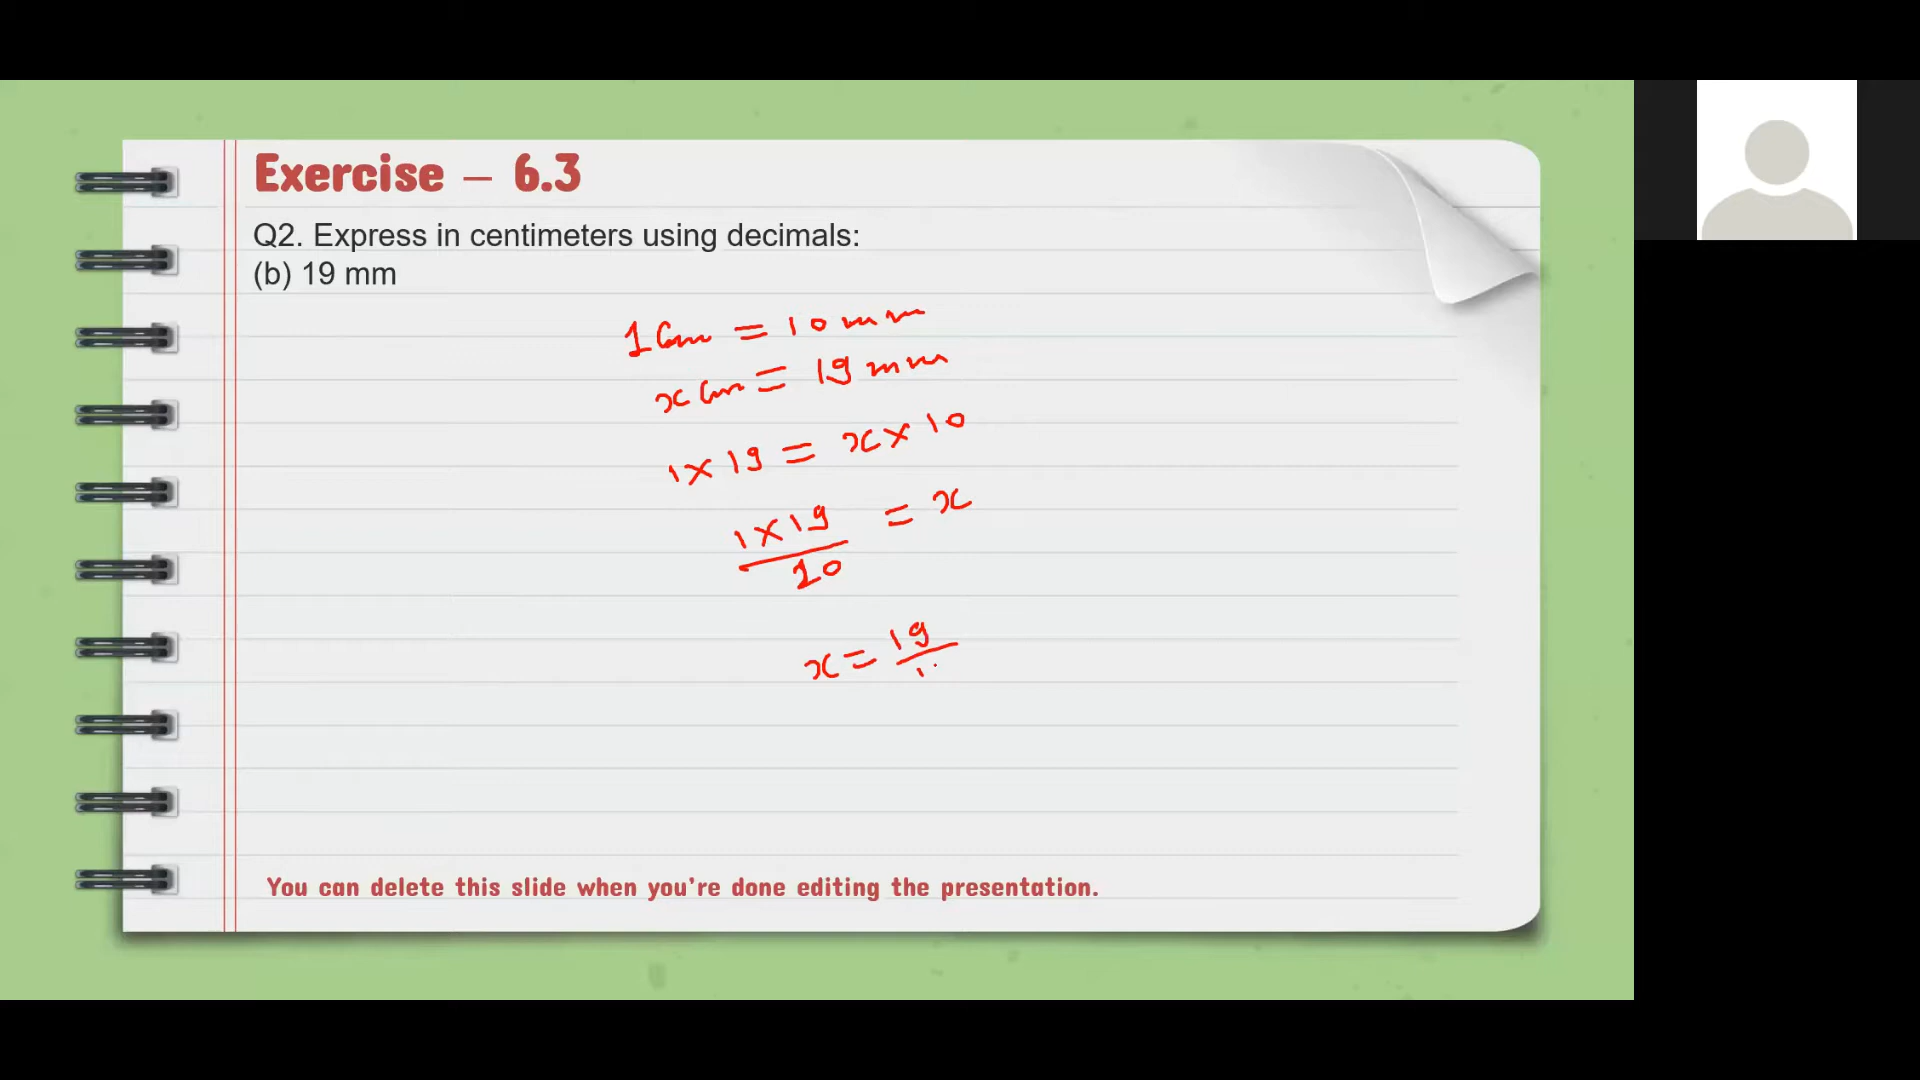 Exercise – 6.3
Q2. Express in centimeters using decimals:
(b) 19 mm
1 cm = 10 mm
x cm = 19 mm
1 × 19 = x × 10
1 × 19 / 10 = x
x = 19 / 1
You can delete this slide when you're done editing the presentation.